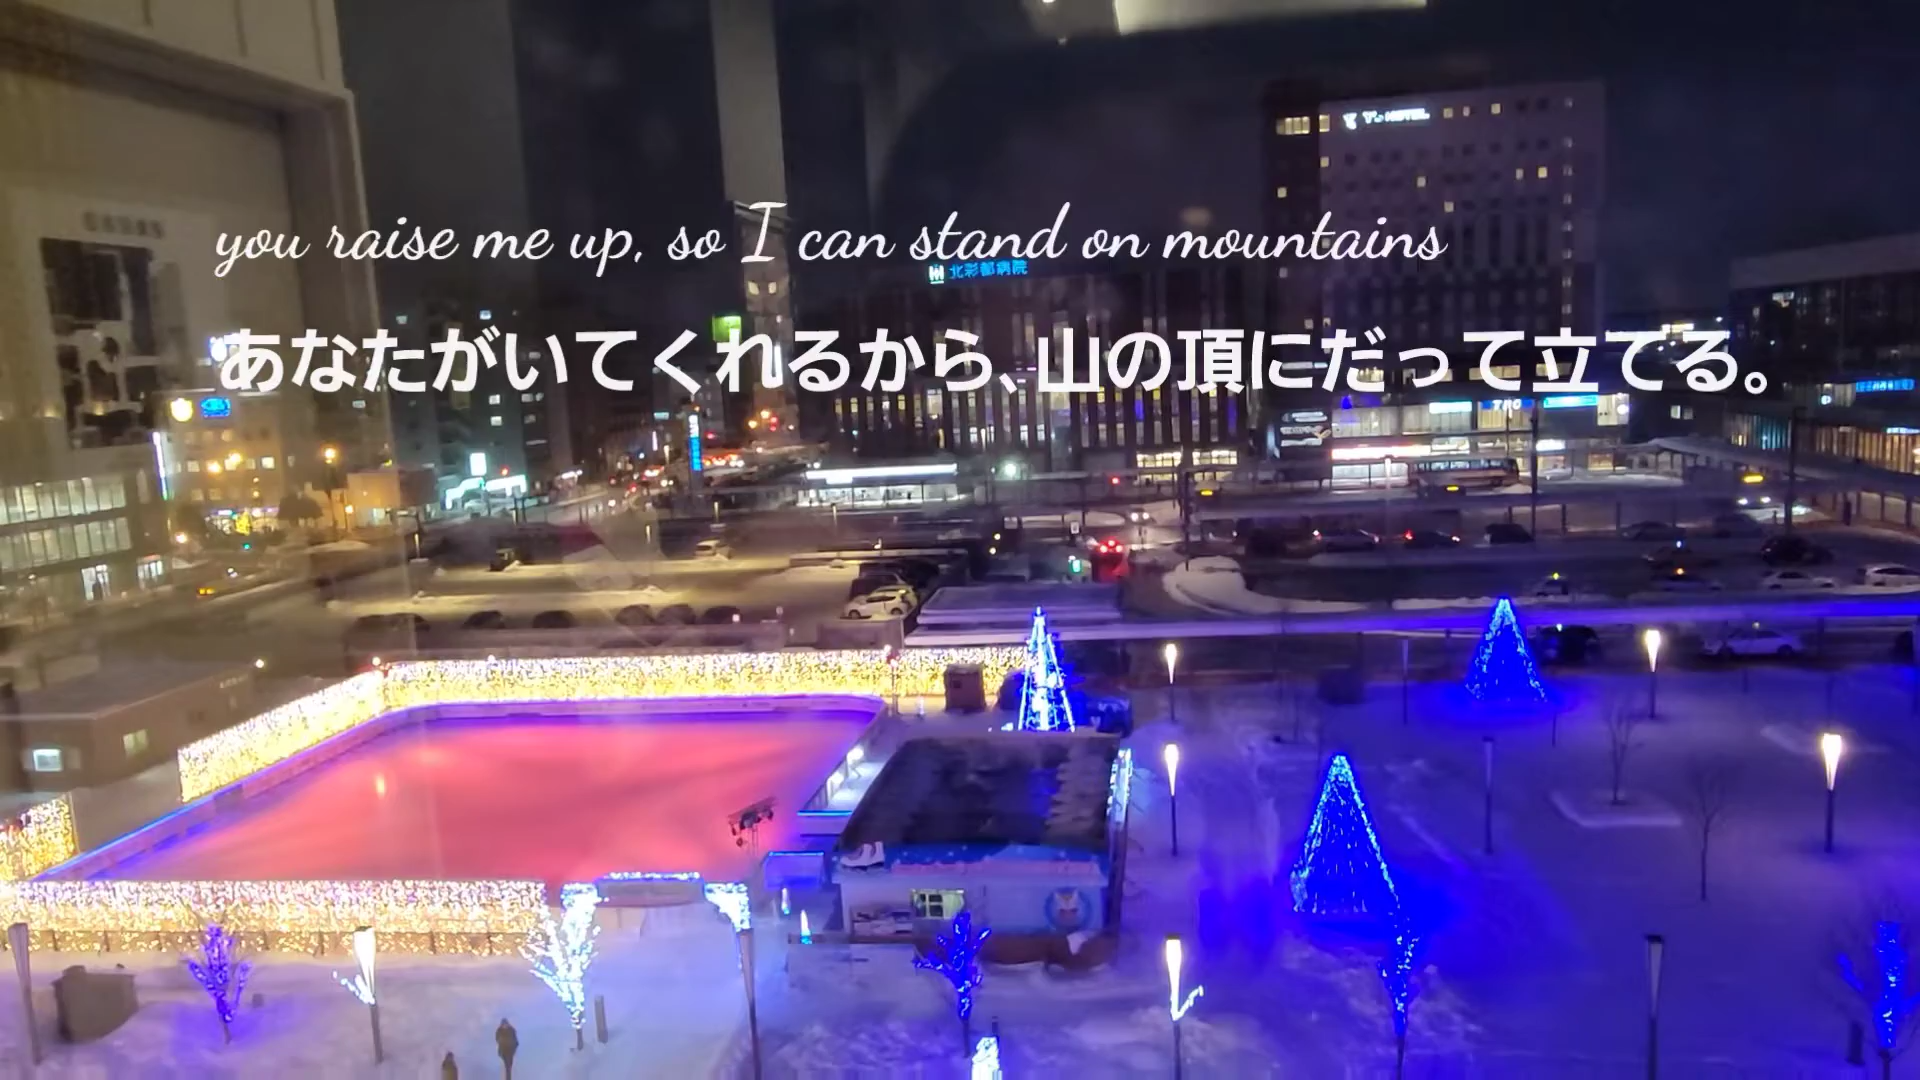 T's HOTEL
you raise me up, so I can stand on mountains
北彩都病院
あなたがいてくれるから、山の頂にだって立てる。